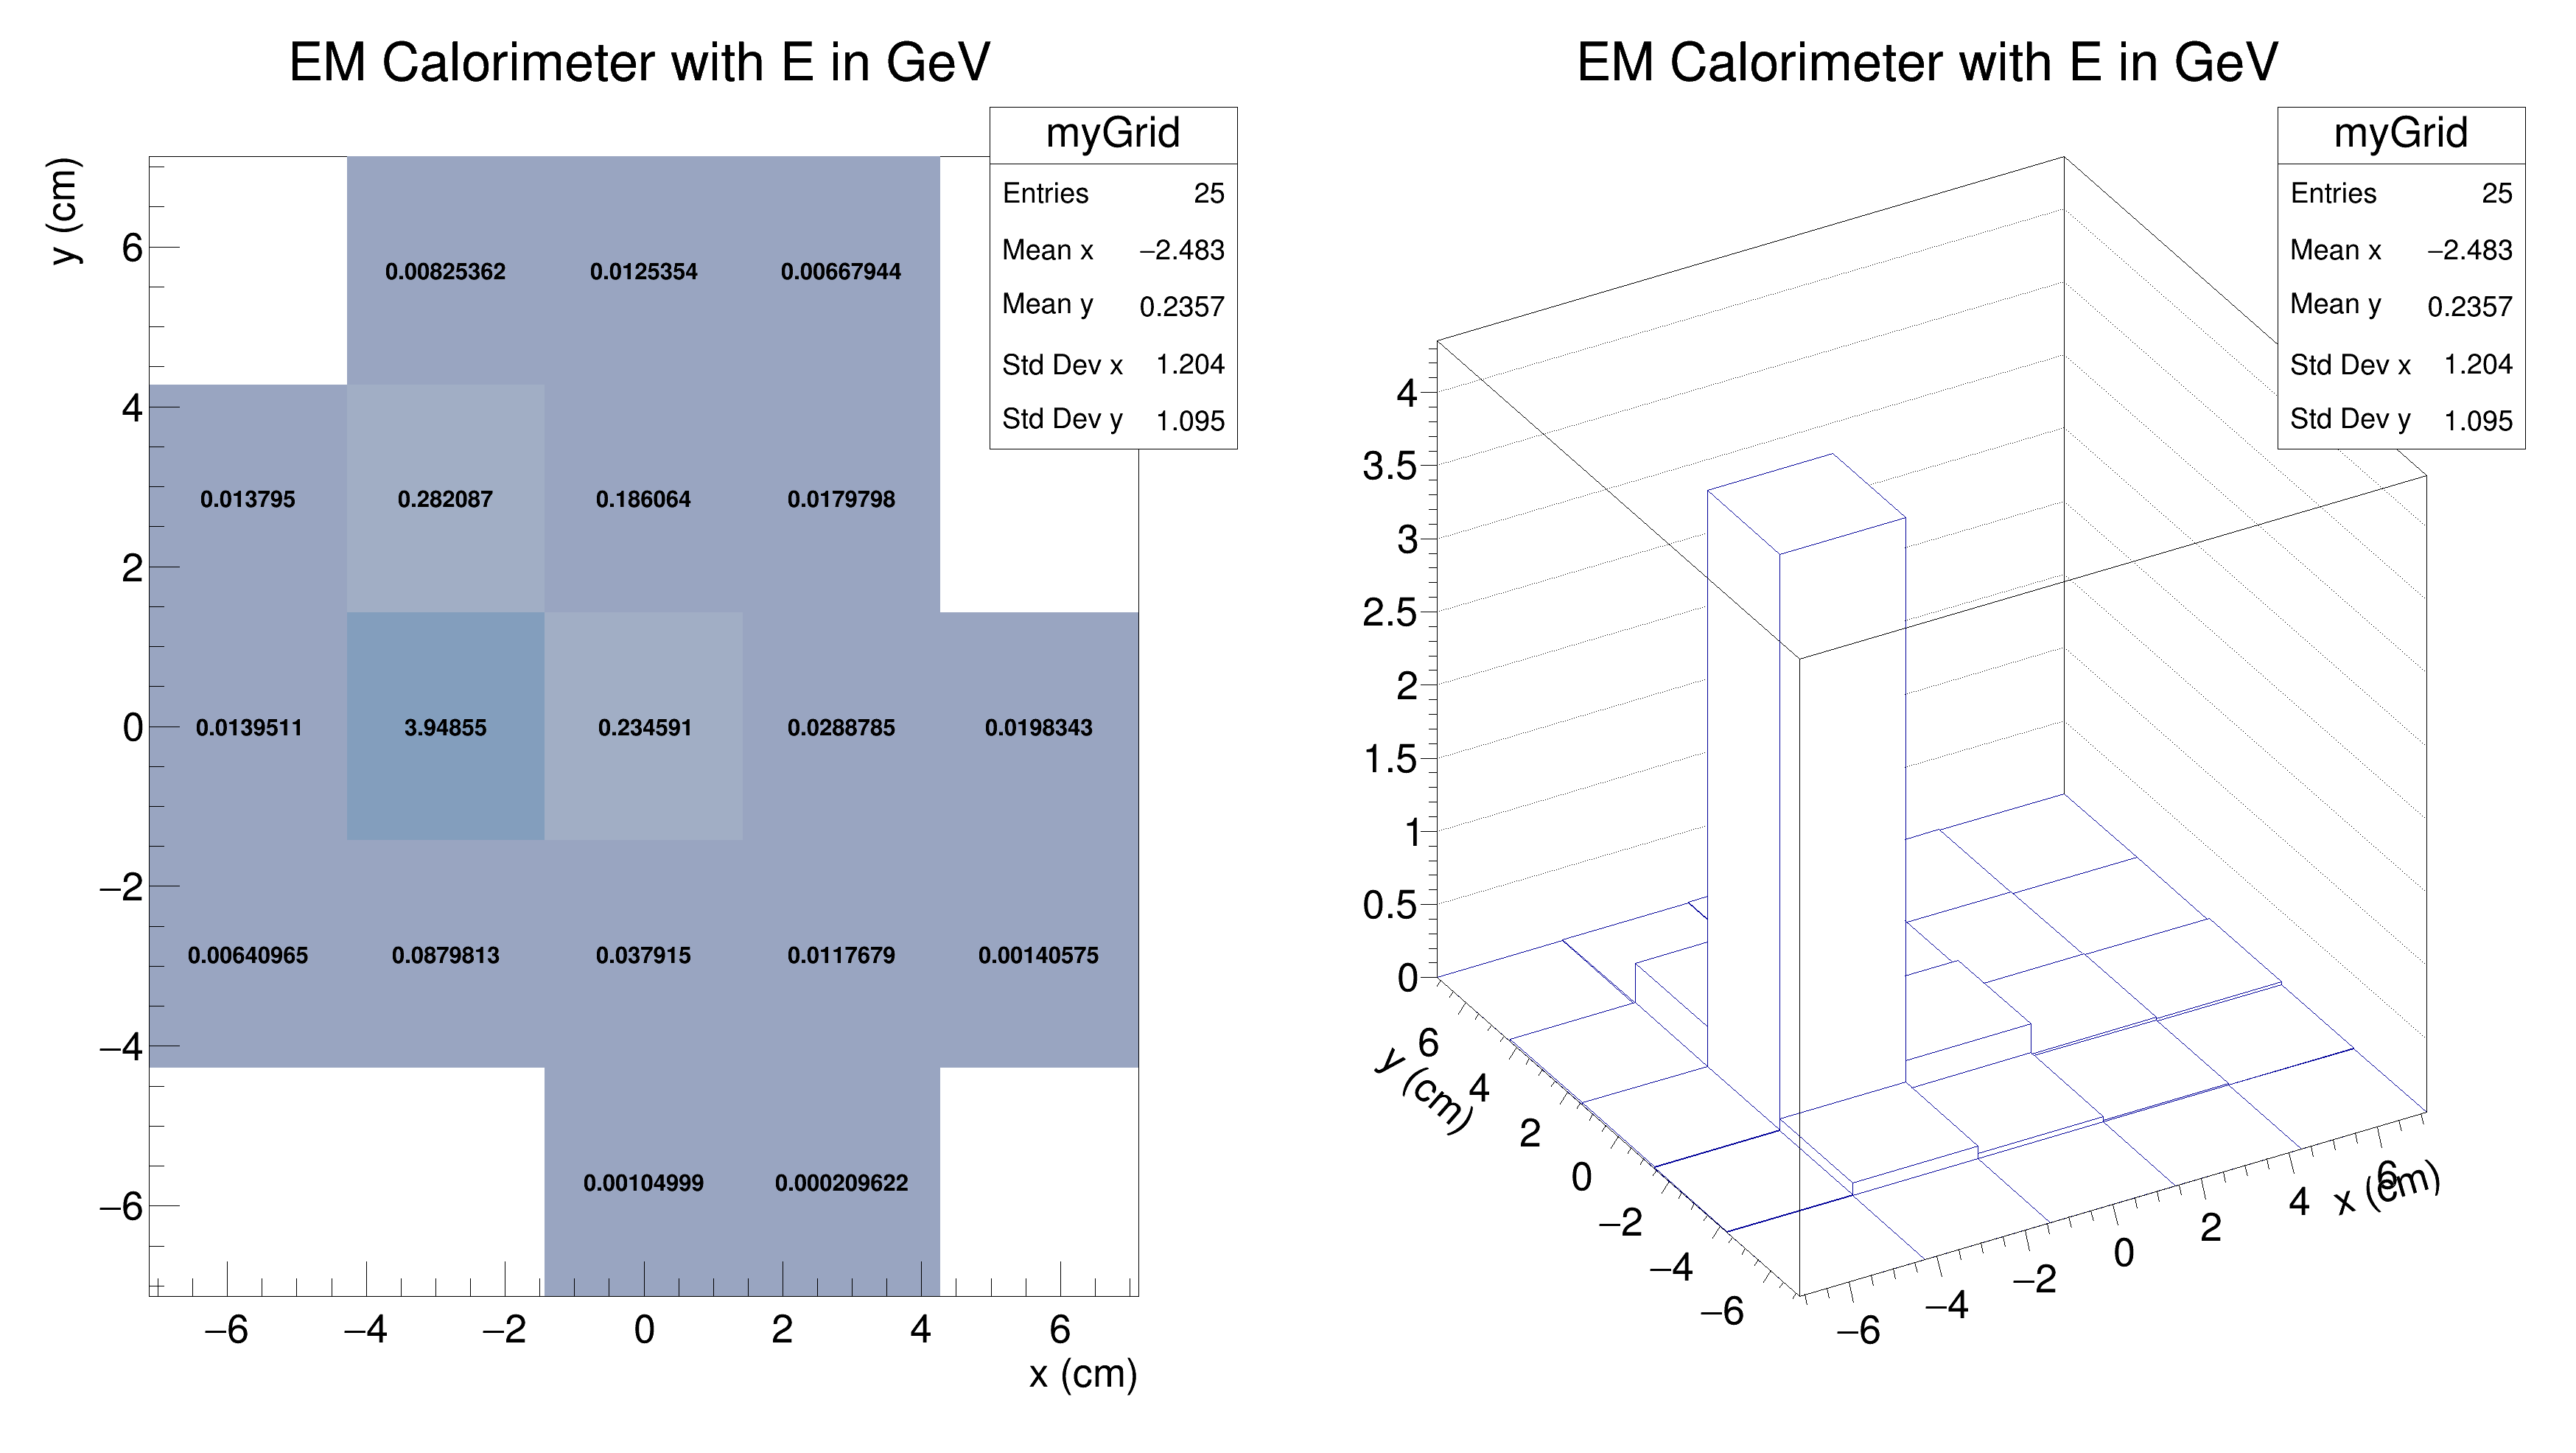 EM Calorimeter with E in GeV
myGrid
Entries 25
Mean x −2.483
Mean y 0.2357
Std Dev x 1.204
Std Dev y 1.095
y (cm)
6
4
2
0
−2
−4
−6
0.00825362 0.0125354 0.00667944
0.013795 0.282087 0.186064 0.0179798
0.0139511 3.94855 0.234591 0.0288785 0.0198343
0.00640965 0.0879813 0.037915 0.0117679 0.00140575
0.00104999 0.000209622
−6 −4 −2 0 2 4 6
x (cm)
EM Calorimeter with E in GeV
myGrid
Entries 25
Mean x −2.483
Mean y 0.2357
Std Dev x 1.204
Std Dev y 1.095
4
3.5
3
2.5
2
1.5
1
0.5
0
y (cm)
6
4
2
0
−2
−4
−6
−6
−4
−2
0
2
4
6
x (cm)